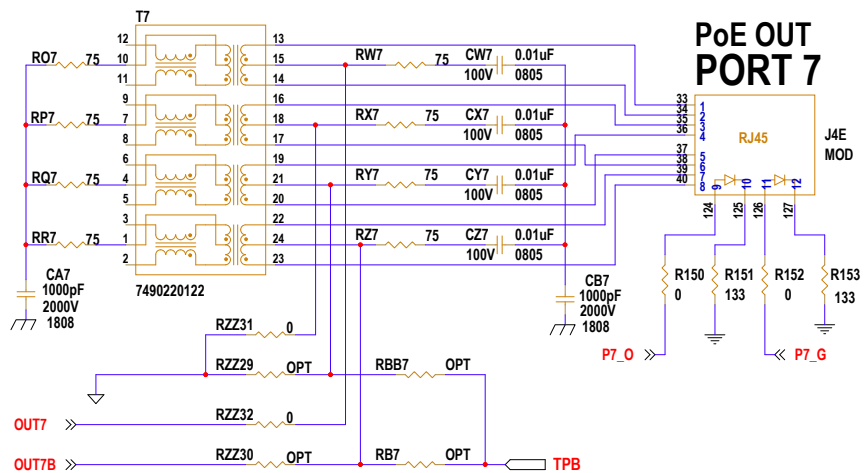 T7
PoE OUT
PORT 7
12
10
11
9
7
8
6
4
5
3
1
2
13
15
14
16
18
17
19
21
20
22
24
23
RO7 75
RP7 75
RQ7 75
RR7 75
RW7 75 CW7 0.01uF
100V 0805
RX7 75 CX7 0.01uF
100V 0805
RY7 75 CY7 0.01uF
100V 0805
RZ7 75 CZ7 0.01uF
100V 0805
33 1
34 2
35 3
36 4
37 5
38 6
39 7
40 8
RJ45
J4E
MOD
9 10 11 12
124 125 126 127
CA7
1000pF
2000V
1808
7490220122
CB7
1000pF
2000V
1808
R150
0
R151
133
R152
0
R153
133
P7_O
P7_G
RZZ31 0
RZZ29 OPT
RBB7 OPT
RZZ32 0
OUT7
RZZ30 OPT
RB7 OPT
OUT7B
TPB